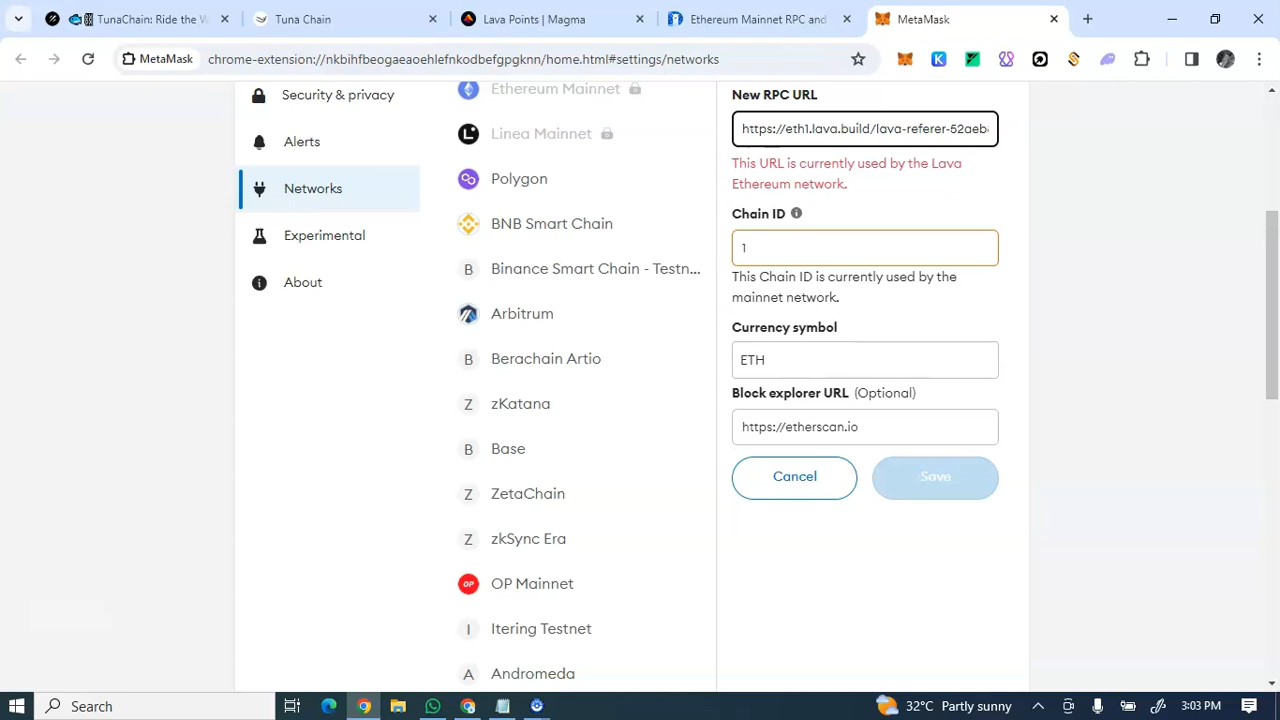 TunaChain: Ride the W
Tuna Chain
Lava Points | Magma
Ethereum Mainnet RPC and
MetaMask
MetaMask
chrome-extension://nkbihfbeogaeaoehlefnkodbefgpgknn/home.html#settings/networks
Security & privacy
Alerts
Networks
Experimental
About
Ethereum Mainnet
L
Linea Mainnet
Polygon
BNB Smart Chain
B
Binance Smart Chain - Testn...
Arbitrum
B
Berachain Artio
Z
zKatana
B
Base
Z
ZetaChain
Z
zkSync Era
OP
OP Mainnet
I
Itering Testnet
A
Andromeda
New RPC URL
https://eth1.lava.build/lava-referer-52aeb
This URL is currently used by the Lava
Ethereum network.
Chain ID
1
This Chain ID is currently used by the
mainnet network.
Currency symbol
ETH
Block explorer URL (Optional)
https://etherscan.io
Cancel
Save
Search
32°C Partly sunny
3:03 PM